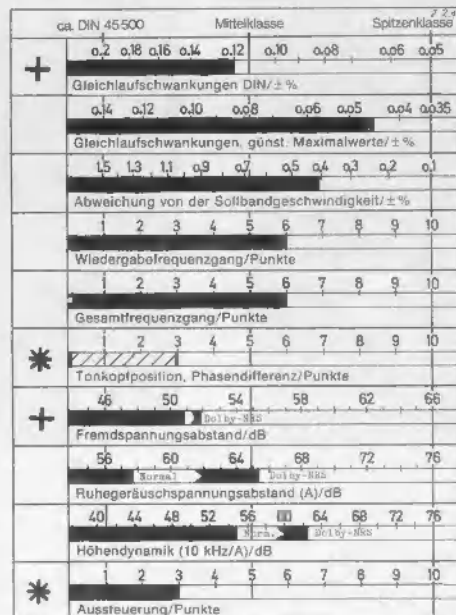 ca. DIN 45500 Mittelklasse Spitzenklasse
0,2 0,18 0,16 0,14 0,12 0,10 0,08 0,06 0,05
+
Gleichlaufschwankungen DIN/±%
0,14 0,12 0,10 0,08 0,06 0,05 0,04 0,035
Gleichlaufschwankungen, günst. Maximalwerte/±%
1,5 1,3 1,1 0,9 0,7 0,5 0,4 0,3 0,2 0,1
Abweichung von der Sollbandgeschwindigkeit/±%
1 2 3 4 5 6 7 8 9 10
Wiedergabefrequenzgang/Punkte
1 2 3 4 5 6 7 8 9 10
Gesamtfrequenzgang/Punkte
1 2 3 4 5 6 7 8 9 10
*
Tonkopfposition, Phasendifferenz/Punkte
46 50 54 58 62 66
+
Dolby-NRS
Fremdspannungsabstand/dB
56 60 64 68 72 76
Normal Dolby-NRS
Ruhegeräuschspannungsabstand (A)/dB
40 44 48 52 56 60 64 68 72 76
Norm. Dolby-NRS
Höhendynamik (10 kHz/A)/dB
1 2 3 4 5 6 7 8 9 10
*
Aussteuerung/Punkte